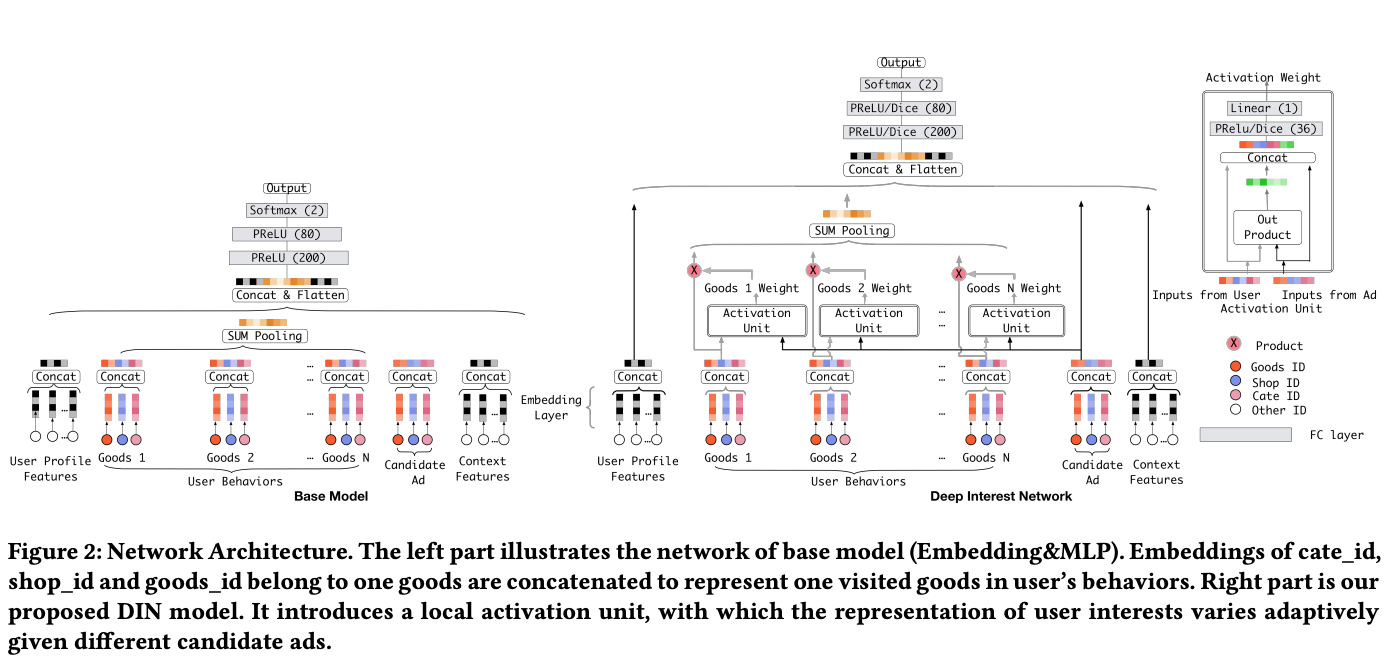 Output
Softmax (2)
PReLU (80)
PReLU (200)
Concat & Flatten
SUM Pooling
Concat
Concat
Concat
...
...
Concat
Concat
Concat
...
...
...
...
User Profile
Features
Goods 1
Goods 2
... Goods N
User Behaviors
Candidate
Ad
Context
Features
Base Model
Output
Softmax (2)
PReLU/Dice (80)
PReLU/Dice (200)
Concat & Flatten
SUM Pooling
X
X
X
Goods 1 Weight
Goods 2 Weight
Goods N Weight
Activation
Unit
Activation
Unit
...
...
Activation
Unit
Concat
Concat
Concat
...
...
Concat
Concat
Concat
Embedding
Layer
...
...
...
...
User Profile
Features
Goods 1
Goods 2
...
Goods N
User Behaviors
Candidate
Ad
Context
Features
Deep Interest Network
Activation Weight
Linear (1)
PRelu/Dice (36)
Concat
Out
Product
Inputs from User
Inputs from Ad
Activation Unit
X Product
Goods ID
Shop ID
Cate ID
Other ID
FC layer
Figure 2: Network Architecture. The left part illustrates the network of base model (Embedding&MLP). Embeddings of cate_id,
shop_id and goods_id belong to one goods are concatenated to represent one visited goods in user's behaviors. Right part is our
proposed DIN model. It introduces a local activation unit, with which the representation of user interests varies adaptively
given different candidate ads.